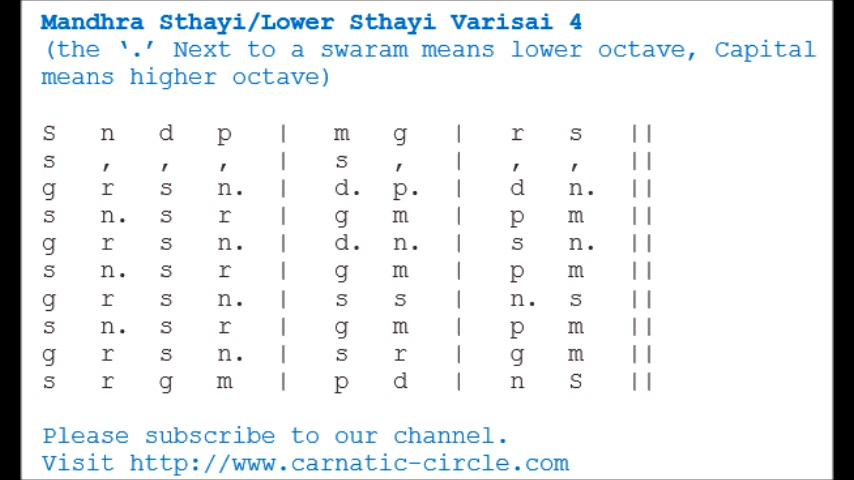 Mandhra Sthayi/Lower Sthayi Varisai 4
(the ‘.’ Next to a swaram means lower octave, Capital
means higher octave)
S n d p | m g | r s ||
s , , , | s , | , , ||
g r s n. | d. p. | d n. ||
s n. s r | g m | p m ||
g r s n. | d. n. | s n. ||
s n. s r | g m | p m ||
g r s n. | s s | n. s ||
s n. s r | g m | p m ||
g r s n. | s r | g m ||
s r g m | p d | n S ||
Please subscribe to our channel.
Visit http://www.carnatic-circle.com